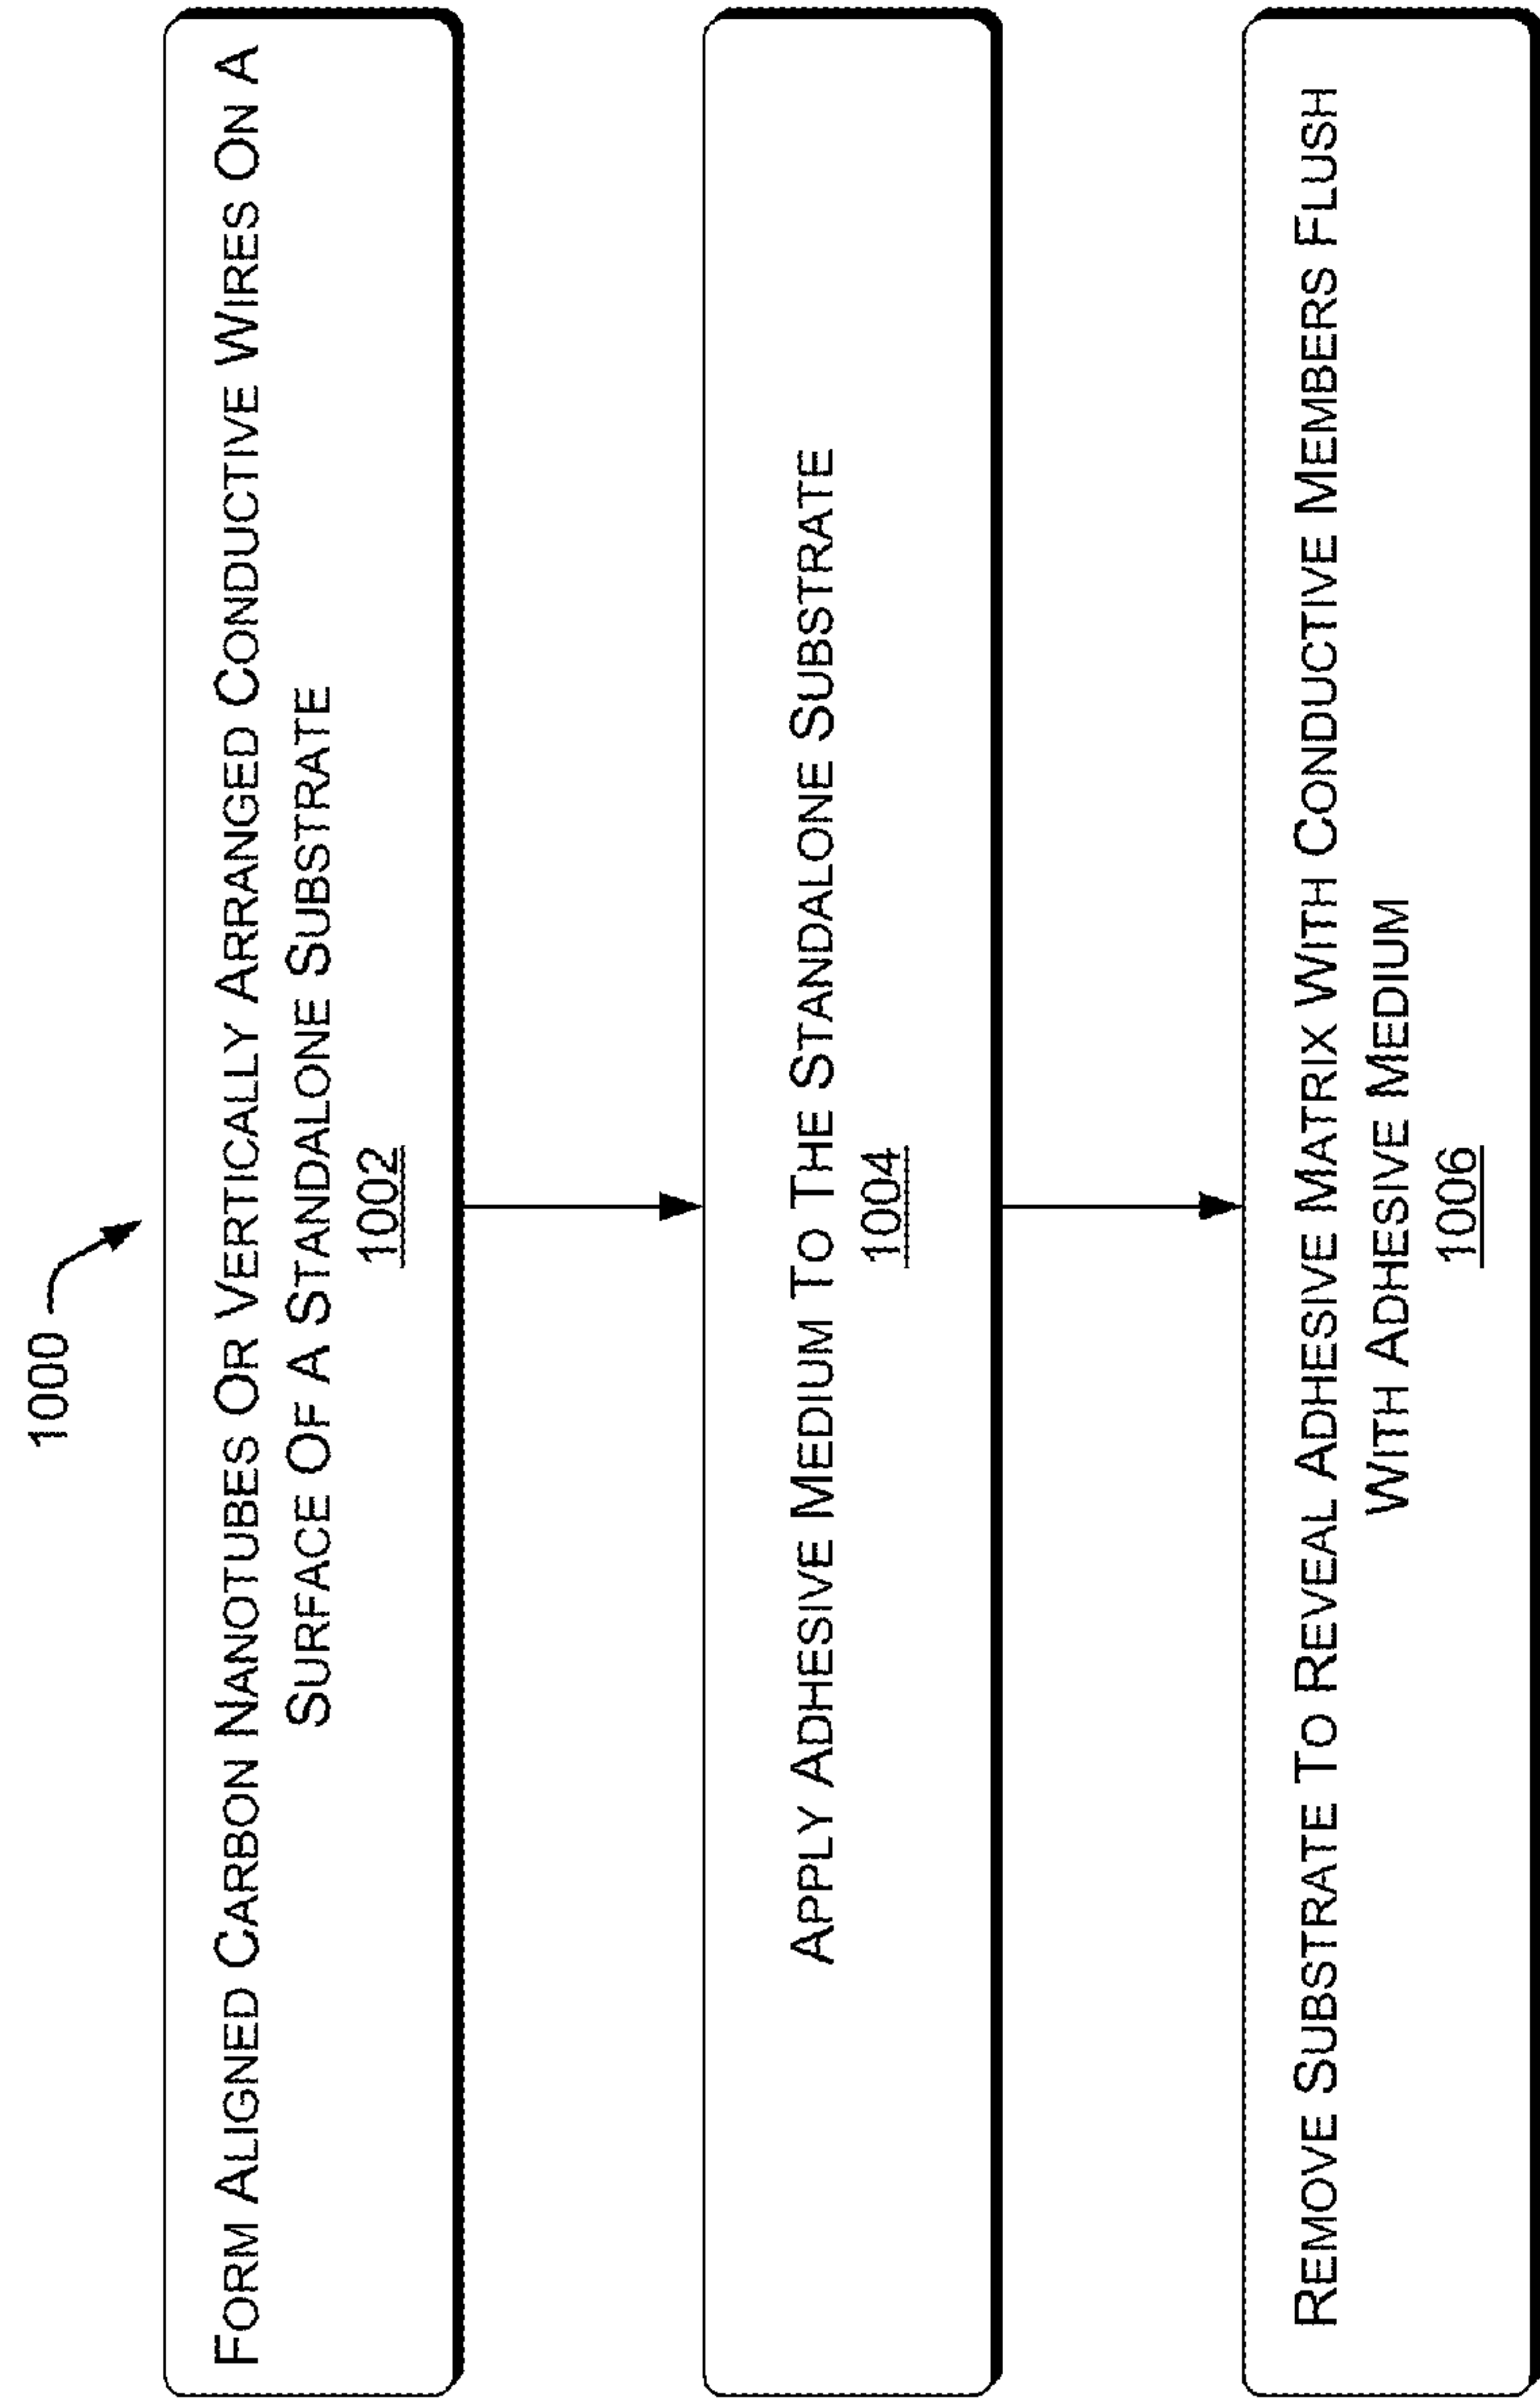 1000
FORM ALIGNED CARBON NANOTUBES OR VERTICALLY ARRANGED CONDUCTIVE WIRES ON A
SURFACE OF A STANDALONE SUBSTRATE
1002
APPLY ADHESIVE MEDIUM TO THE STANDALONE SUBSTRATE
1004
REMOVE SUBSTRATE TO REVEAL ADHESIVE MATRIX WITH CONDUCTIVE MEMBERS FLUSH
WITH ADHESIVE MEDIUM
1006